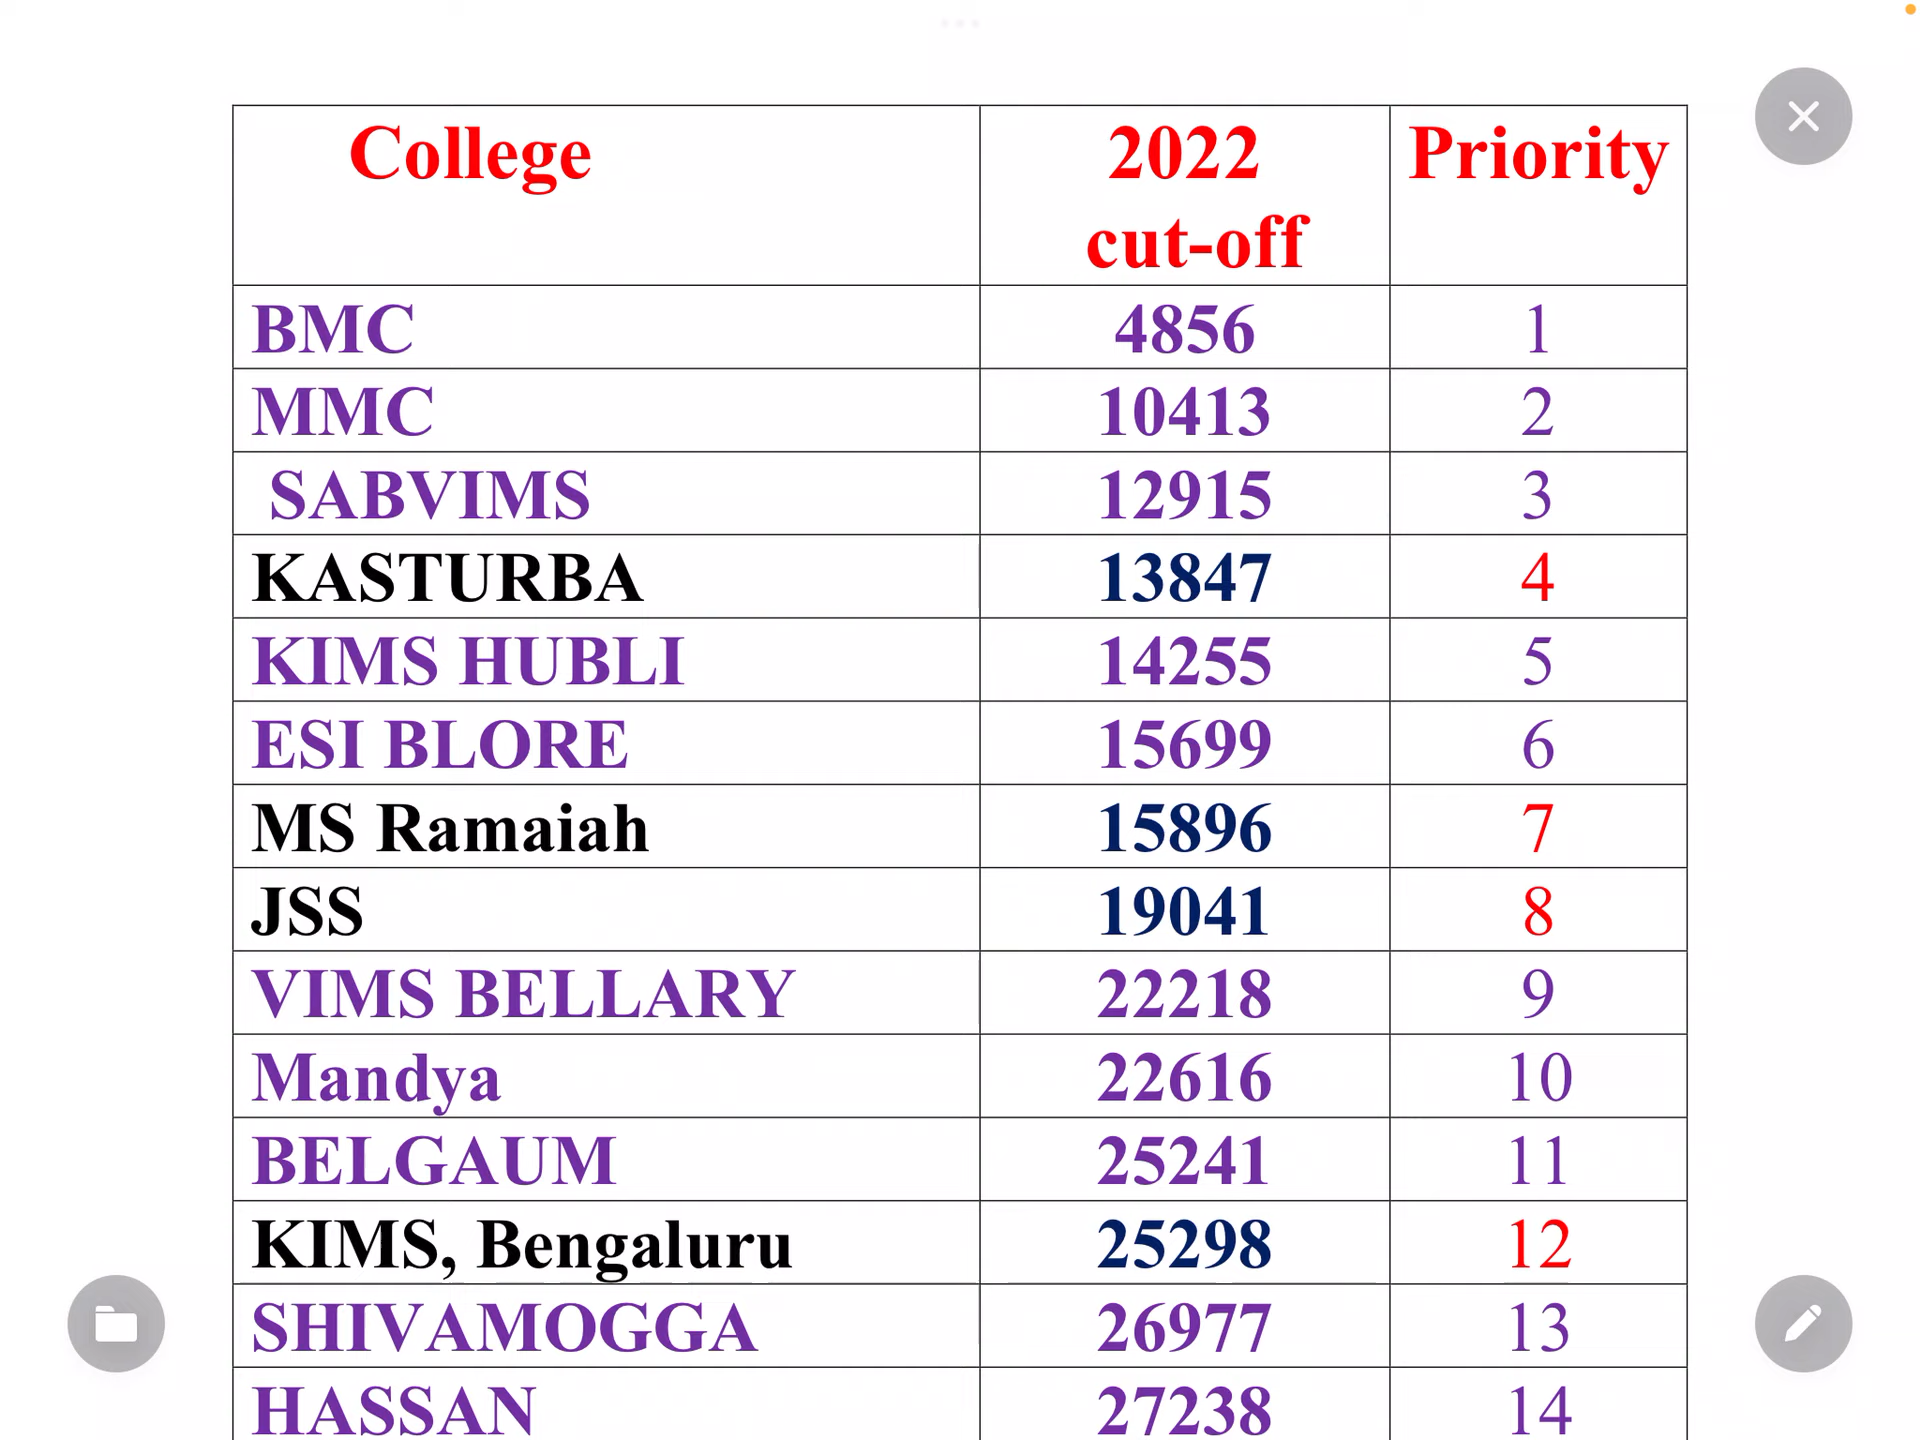 College 2022 cut-off Priority
BMC 4856 1
MMC 10413 2
SABVIMS 12915 3
KASTURBA 13847 4
KIMS HUBLI 14255 5
ESI BLORE 15699 6
MS Ramaiah 15896 7
JSS 19041 8
VIMS BELLARY 22218 9
Mandya 22616 10
BELGAUM 25241 11
KIMS, Bengaluru 25298 12
SHIVAMOGGA 26977 13
HASSAN 27238 14